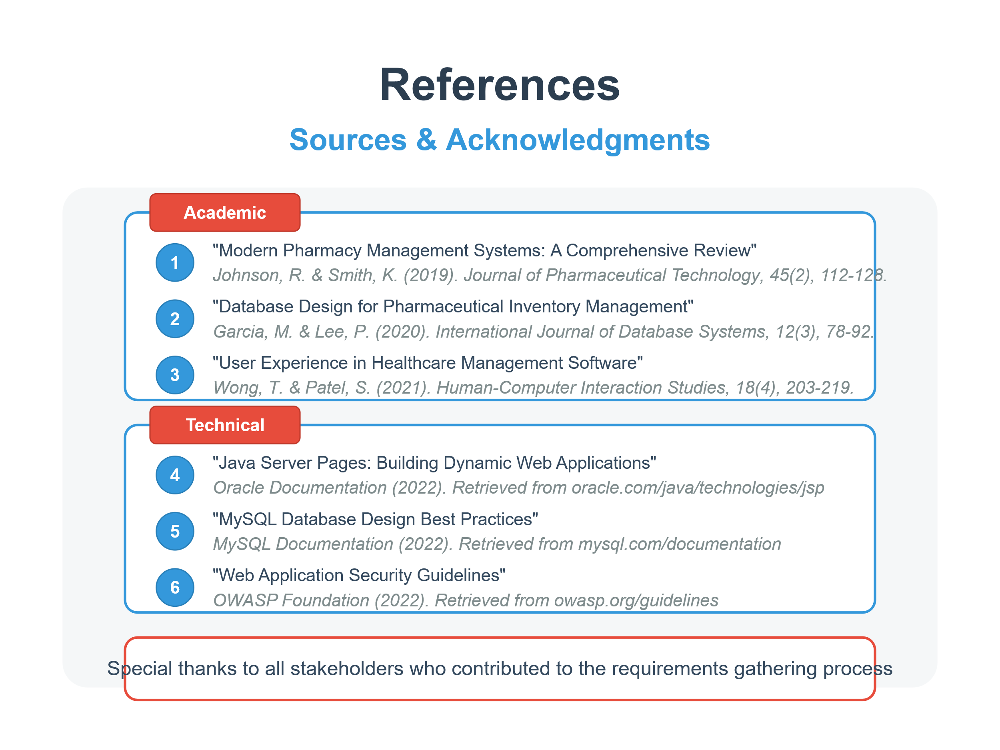 References
Sources & Acknowledgments
Academic
1
"Modern Pharmacy Management Systems: A Comprehensive Review"
Johnson, R. & Smith, K. (2019). Journal of Pharmaceutical Technology, 45(2), 112-128.
2
"Database Design for Pharmaceutical Inventory Management"
Garcia, M. & Lee, P. (2020). International Journal of Database Systems, 12(3), 78-92.
3
"User Experience in Healthcare Management Software"
Wong, T. & Patel, S. (2021). Human-Computer Interaction Studies, 18(4), 203-219.
Technical
4
"Java Server Pages: Building Dynamic Web Applications"
Oracle Documentation (2022). Retrieved from oracle.com/java/technologies/jsp
5
"MySQL Database Design Best Practices"
MySQL Documentation (2022). Retrieved from mysql.com/documentation
6
"Web Application Security Guidelines"
OWASP Foundation (2022). Retrieved from owasp.org/guidelines
Special thanks to all stakeholders who contributed to the requirements gathering process